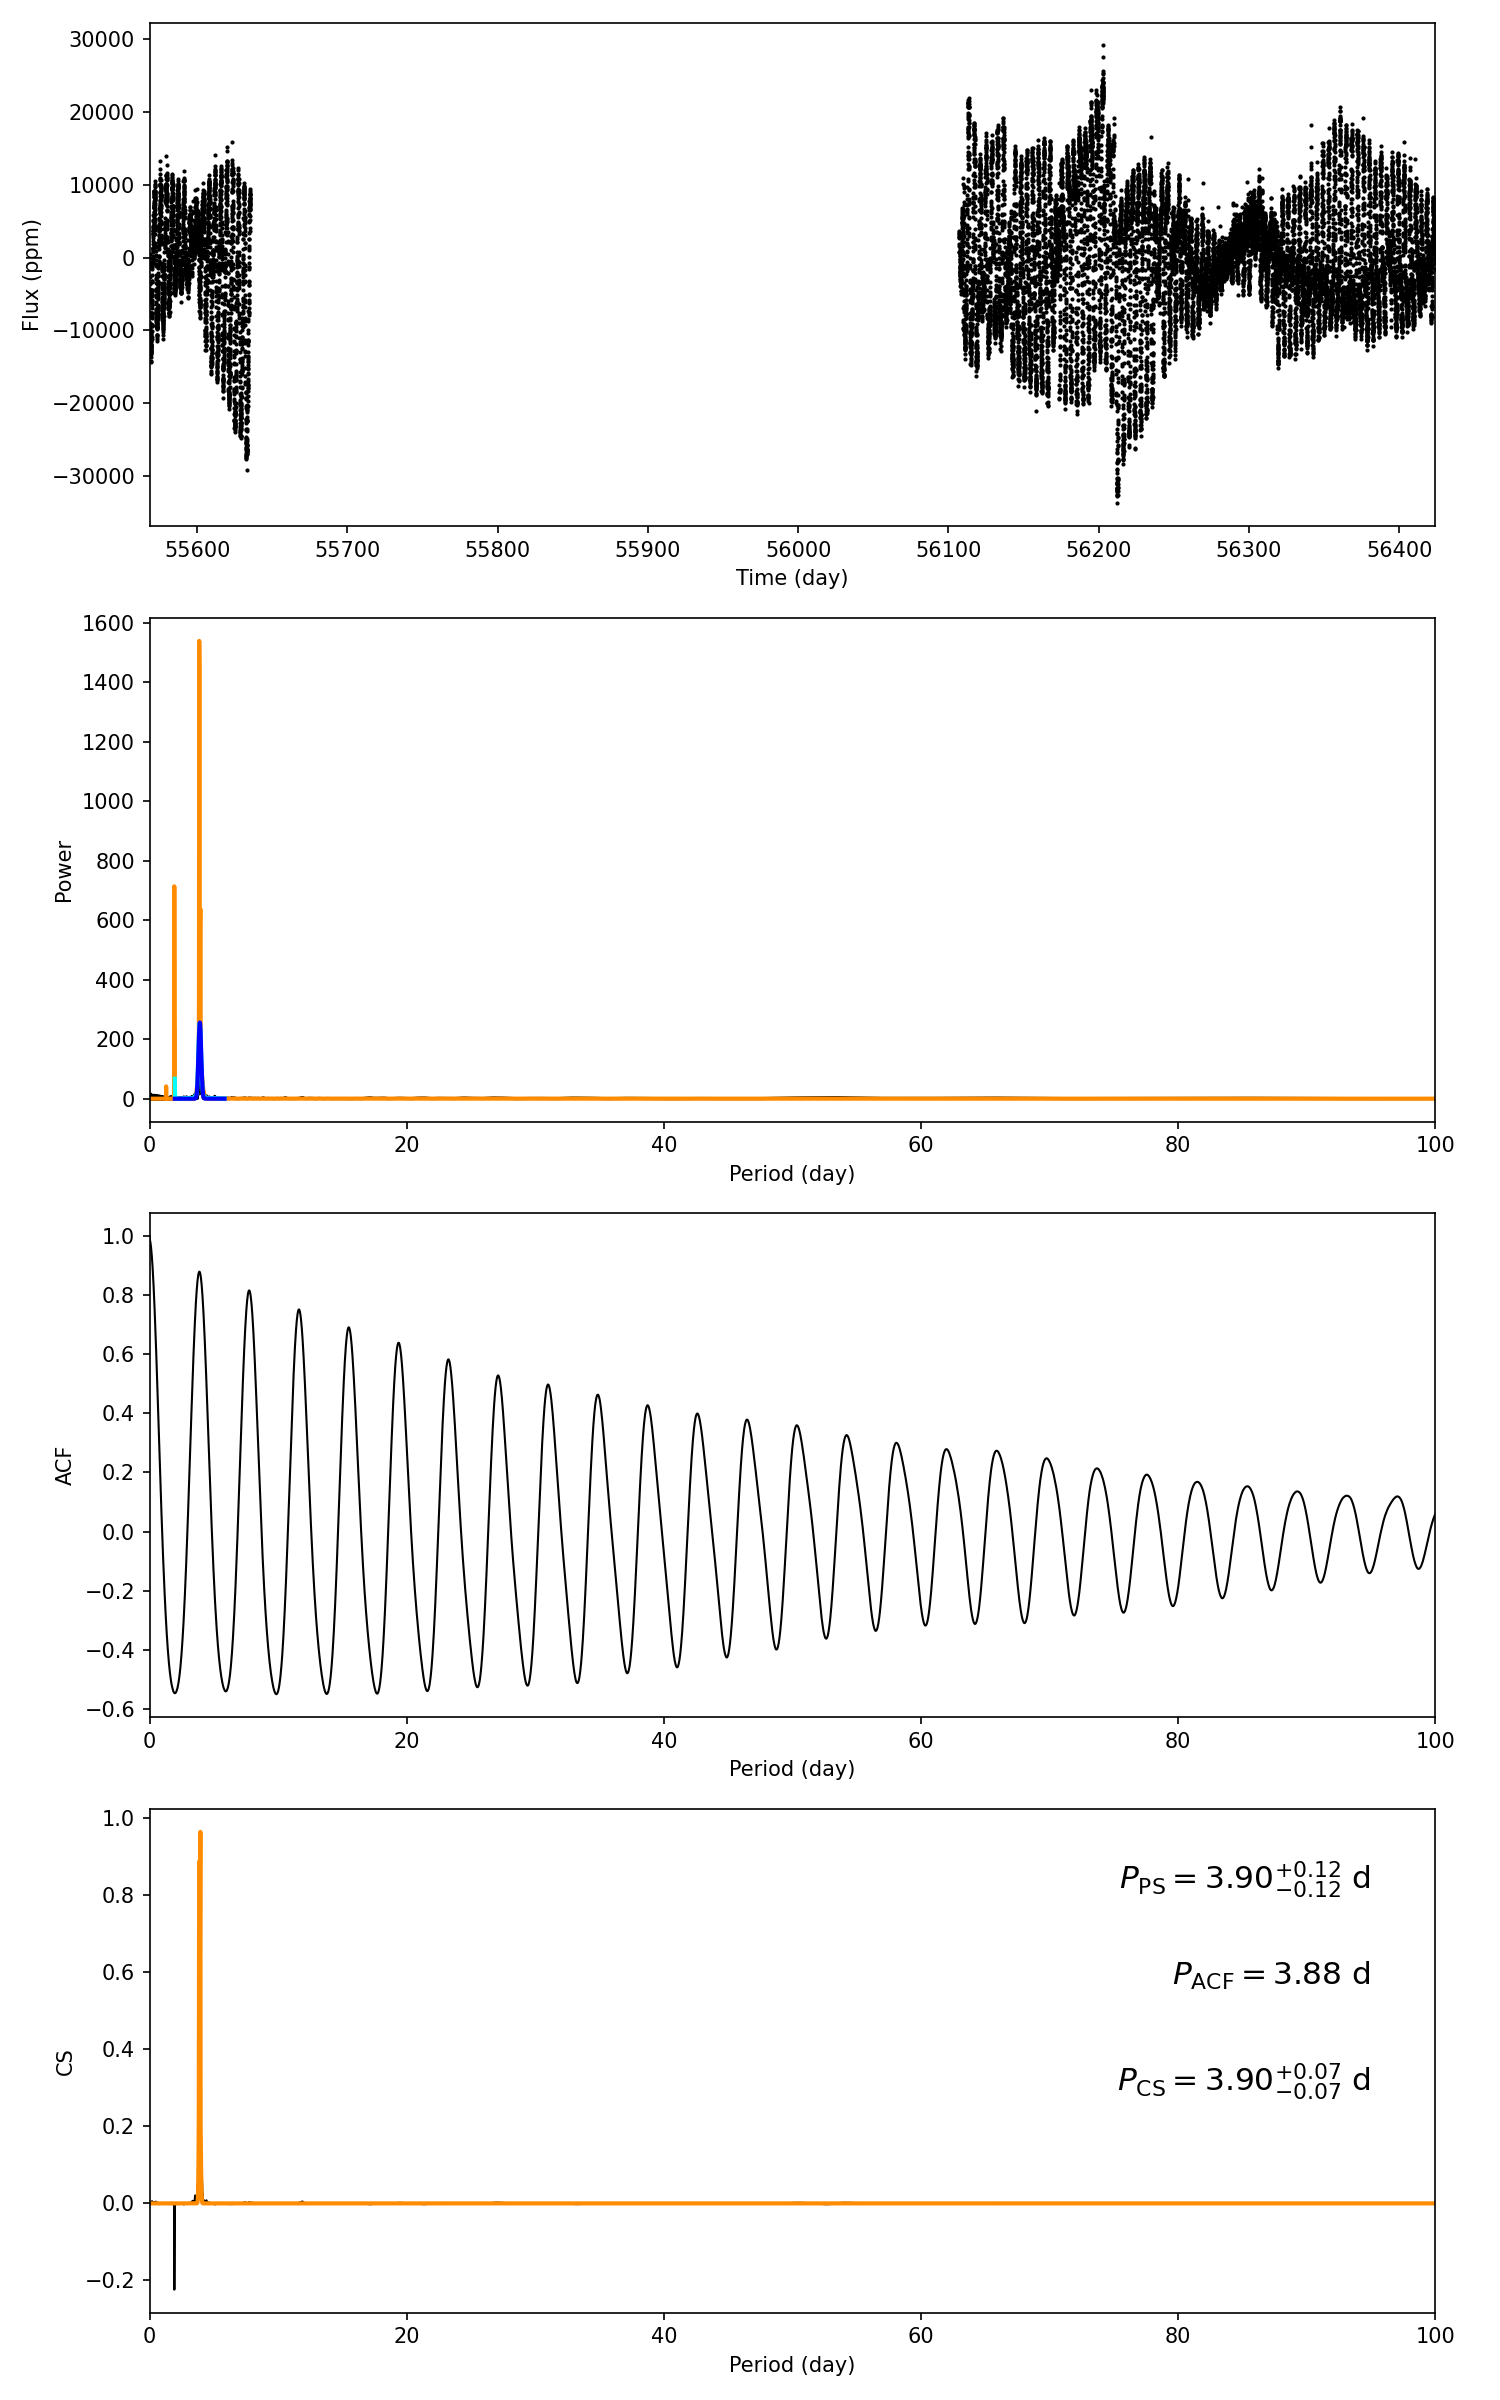 30000
20000
10000
0
−10000
−20000
−30000
Flux (ppm)
55600 55700 55800 55900 56000 56100 56200 56300 56400
Time (day)
1600
1400
1200
1000
800
600
400
200
0
Power
0 20 40 60 80 100
Period (day)
1.0
0.8
0.6
0.4
0.2
0.0
−0.2
−0.4
−0.6
ACF
0 20 40 60 80 100
Period (day)
1.0
0.8
0.6
0.4
0.2
0.0
−0.2
CS
P_PS = 3.90 +0.12 −0.12 d
P_ACF = 3.88 d
P_CS = 3.90 +0.07 −0.07 d
0 20 40 60 80 100
Period (day)